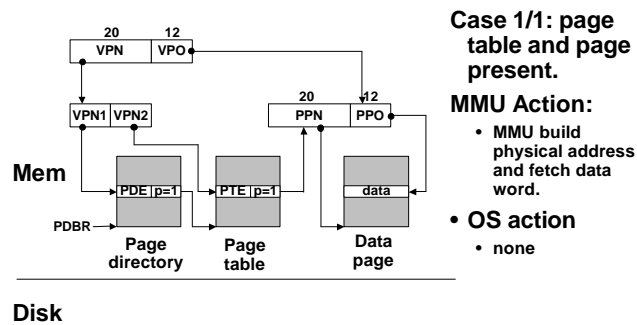 20 12
VPN VPO
20 12
VPN1 VPN2
PPN PPO
Mem
PDE p=1
PTE p=1
data
PDBR
Page
directory
Page
table
Data
page
Disk
Case 1/1: page
table and page
present.
MMU Action:
• MMU build
physical address
and fetch data
word.
• OS action
• none